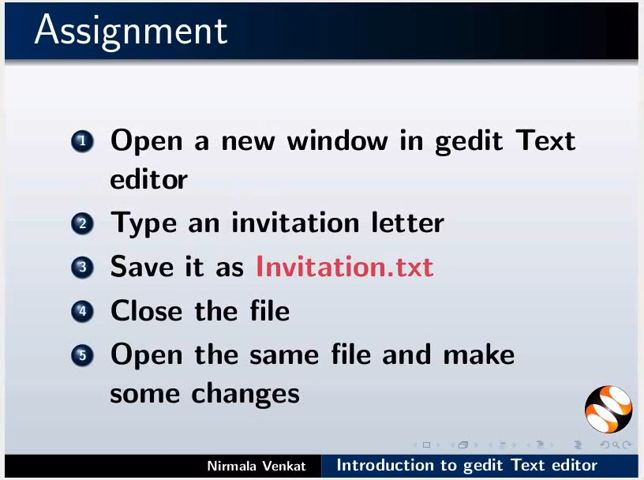 Assignment
1 Open a new window in gedit Text
editor
2 Type an invitation letter
3 Save it as Invitation.txt
4 Close the file
5 Open the same file and make
some changes
Nirmala Venkat Introduction to gedit Text editor